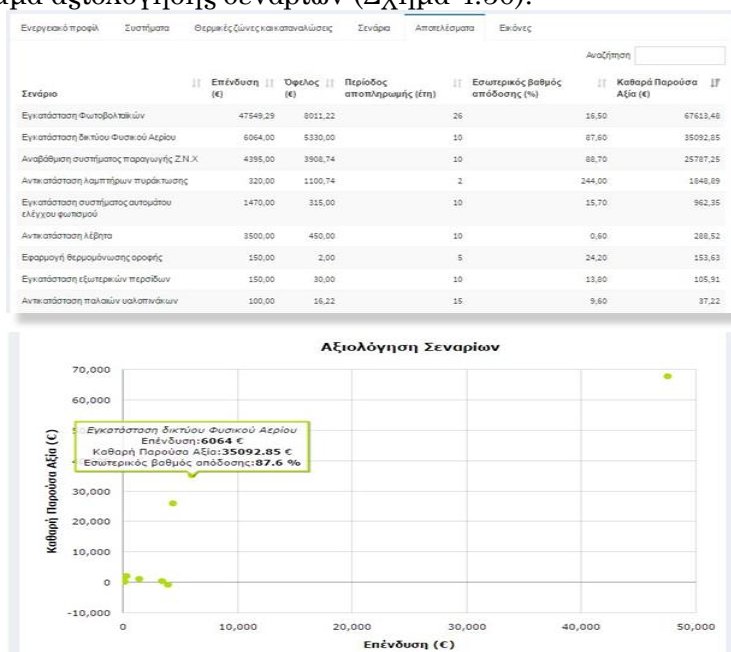 αξιολόγησης σεναρίων
Ενεργειακό προφίλ Συστήματα Θερμικές ζώνες και καταναλώσεις Σενάρια Αποτελέσματα Εικόνες
Αναζήτηση
Σενάριο Επένδυση (€) Όφελος (€) Περίοδος αποπληρωμής (έτη) Εσωτερικός βαθμός απόδοσης (%) Καθαρά Παρούσα Αξία (€)
Εγκατάσταση Φωτοβολταικών 47549,29 8011,22 26 16,50 67613,48
Εγκατάσταση δικτύου Φυσικού Αερίου 6064,00 5330,00 10 87,60 35092,85
Αναβάθμιση συστήματος παραγωγής Ζ.Ν.Χ 4395,00 3908,74 10 88,70 25787,25
Αντικατάσταση λαμπτήρων πυράκτωσης 320,00 1100,74 2 244,00 1848,89
Εγκατάσταση συστήματος αυτομάτου ελέγχου φωτισμού 1470,00 315,00 10 15,70 962,35
Αντικατάσταση λέβητα 3500,00 450,00 10 0,60 288,52
Εφαρμογή θερμομόνωσης οροφής 150,00 2,00 5 24,20 153,63
Εγκατάσταση εξωτερικών περσίδων 150,00 30,00 10 13,80 105,91
Αντικατάσταση παλαιών υαλοπινάκων 100,00 16,22 15 9,60 37,22
Αξιολόγηση Σεναρίων
70,000
60,000
Εγκατάσταση δικτύου Φυσικού Αερίου
Επένδυση:6064 €
Καθαρή Παρούσα Αξία:35092.85 €
Εσωτερικός βαθμός απόδοσης:87.6 %
30,000
20,000
10,000
0
-10,000
Καθαρή Παρούσα Αξία (€)
0 10,000 20,000 30,000 40,000 50,000
Επένδυση (€)